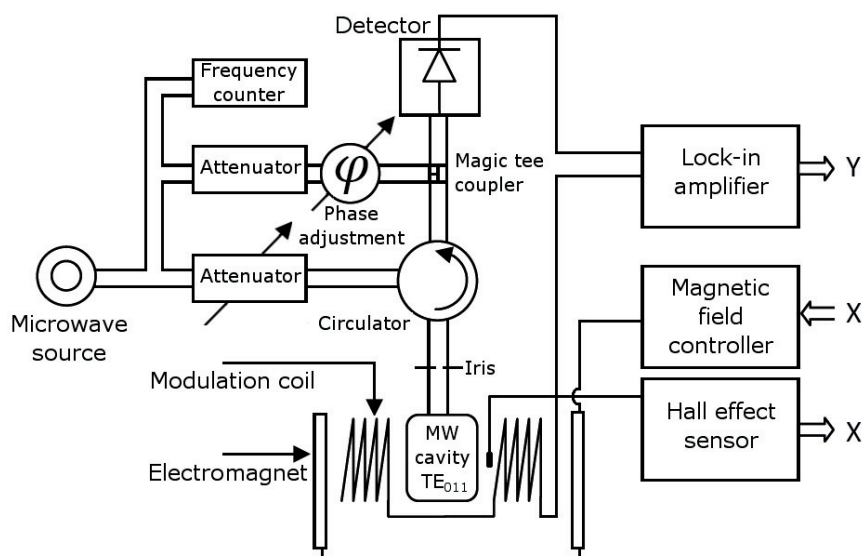 Detector
Frequency
counter
Attenuator
φ
Magic tee
coupler
Phase
adjustment
Lock-in
amplifier
Y
Microwave
source
Attenuator
Circulator
Magnetic
field
controller
X
Iris
Modulation coil
Electromagnet
MW
cavity
TE₀₁₁
Hall effect
sensor
X